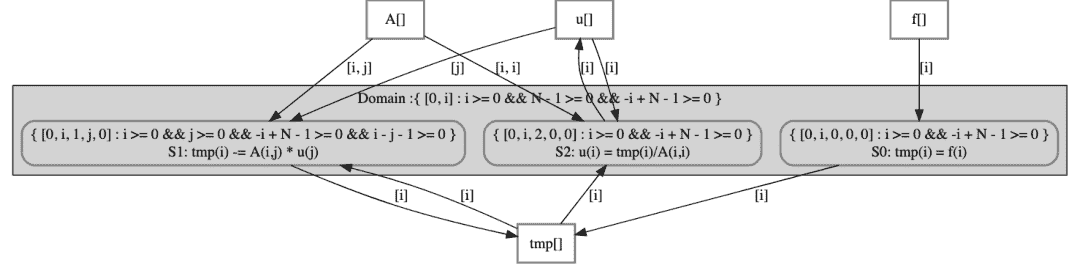 A[]
u[]
f[]
[i, j]
[j]
[i, i]
[i]
[i]
[i]
Domain :{ [0, i] : i >= 0 && N - 1 >= 0 && -i + N - 1 >= 0 }
{ [0, i, 1, j, 0] : i >= 0 && j >= 0 && -i + N - 1 >= 0 && i - j - 1 >= 0 }
S1: tmp(i) -= A(i,j) * u(j)
{ [0, i, 2, 0, 0] : i >= 0 && -i + N - 1 >= 0 }
S2: u(i) = tmp(i)/A(i,i)
{ [0, i, 0, 0, 0] : i >= 0 && -i + N - 1 >= 0 }
S0: tmp(i) = f(i)
[i]
[i]
[i]
[i]
tmp[]